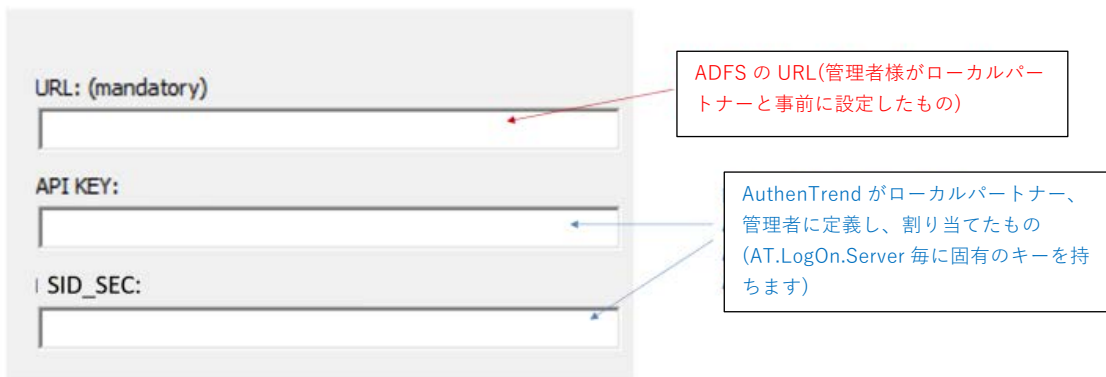 URL: (mandatory)
ADFS の URL(管理者様がローカルパー
トナーと事前に設定したもの)
API KEY:
AuthenTrend がローカルパートナー、
管理者に定義し、割り当てたもの
(AT.LogOn.Server 毎に固有のキーを持
ちます)
SID_SEC: